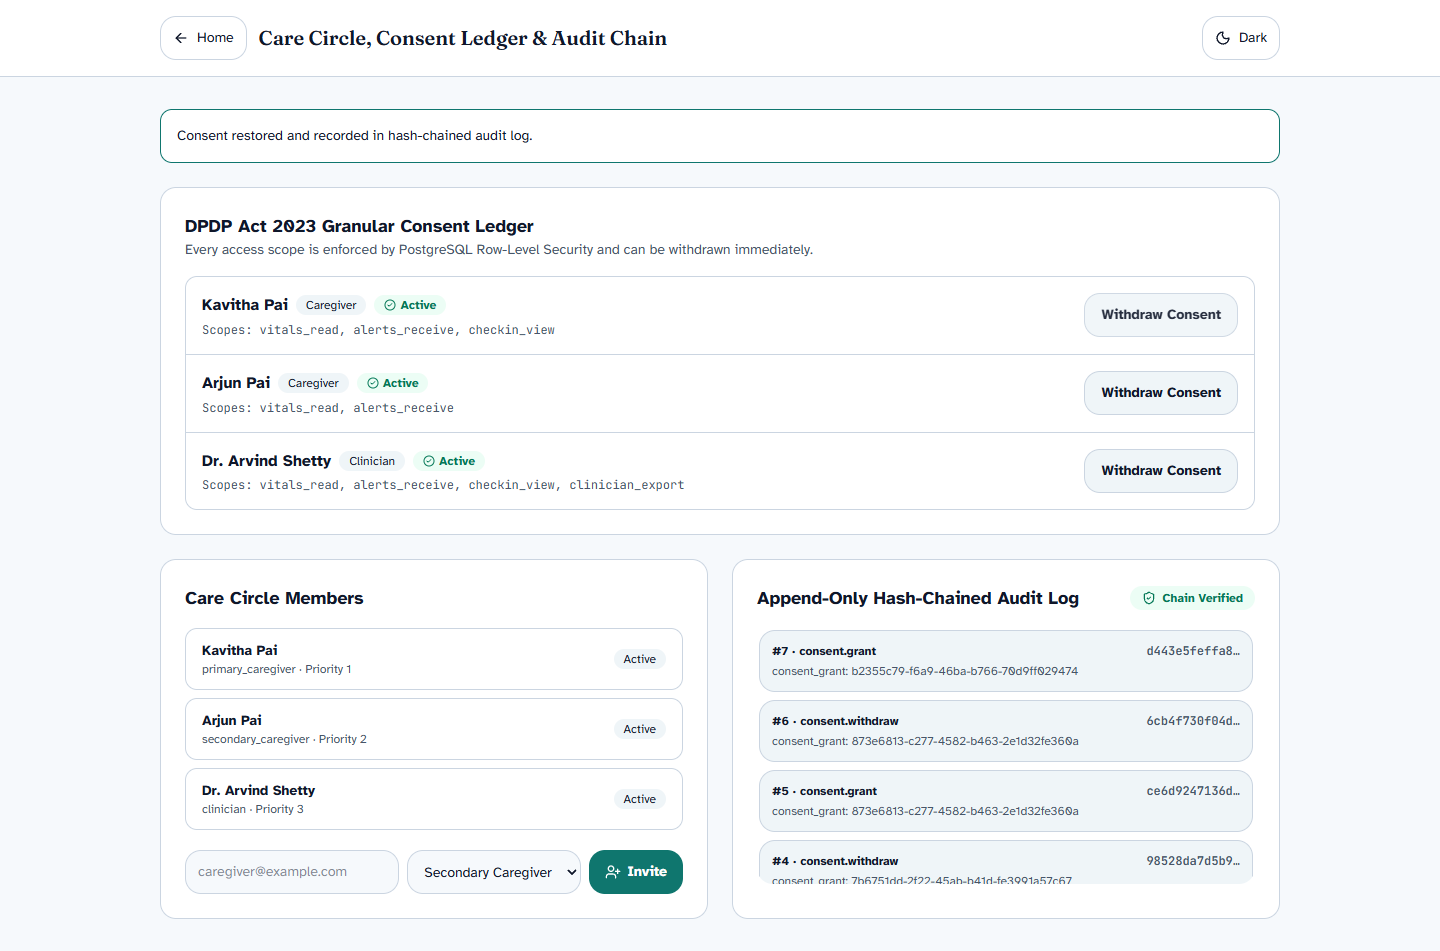 Home
Care Circle, Consent Ledger & Audit Chain
Dark
Consent restored and recorded in hash-chained audit log.
DPDP Act 2023 Granular Consent Ledger
Every access scope is enforced by PostgreSQL Row-Level Security and can be withdrawn immediately.
Kavitha Pai Caregiver Active
Scopes: vitals_read, alerts_receive, checkin_view
Withdraw Consent
Arjun Pai Caregiver Active
Scopes: vitals_read, alerts_receive
Withdraw Consent
Dr. Arvind Shetty Clinician Active
Scopes: vitals_read, alerts_receive, checkin_view, clinician_export
Withdraw Consent
Care Circle Members
Kavitha Pai
primary_caregiver · Priority 1
Active
Arjun Pai
secondary_caregiver · Priority 2
Active
Dr. Arvind Shetty
clinician · Priority 3
Active
caregiver@example.com
Secondary Caregiver
Invite
Append-Only Hash-Chained Audit Log
Chain Verified
#7 · consent.grant d443e5feffa8…
consent_grant: b2355c79-f6a9-46ba-b766-70d9ff029474
#6 · consent.withdraw 6cb4f730f04d…
consent_grant: 873e6813-c277-4582-b463-2e1d32fe360a
#5 · consent.grant ce6d9247136d…
consent_grant: 873e6813-c277-4582-b463-2e1d32fe360a
#4 · consent.withdraw 98528da7d5b9…
consent_grant: 7b6751dd-2f22-45ab-b41d-fe3991a57c67